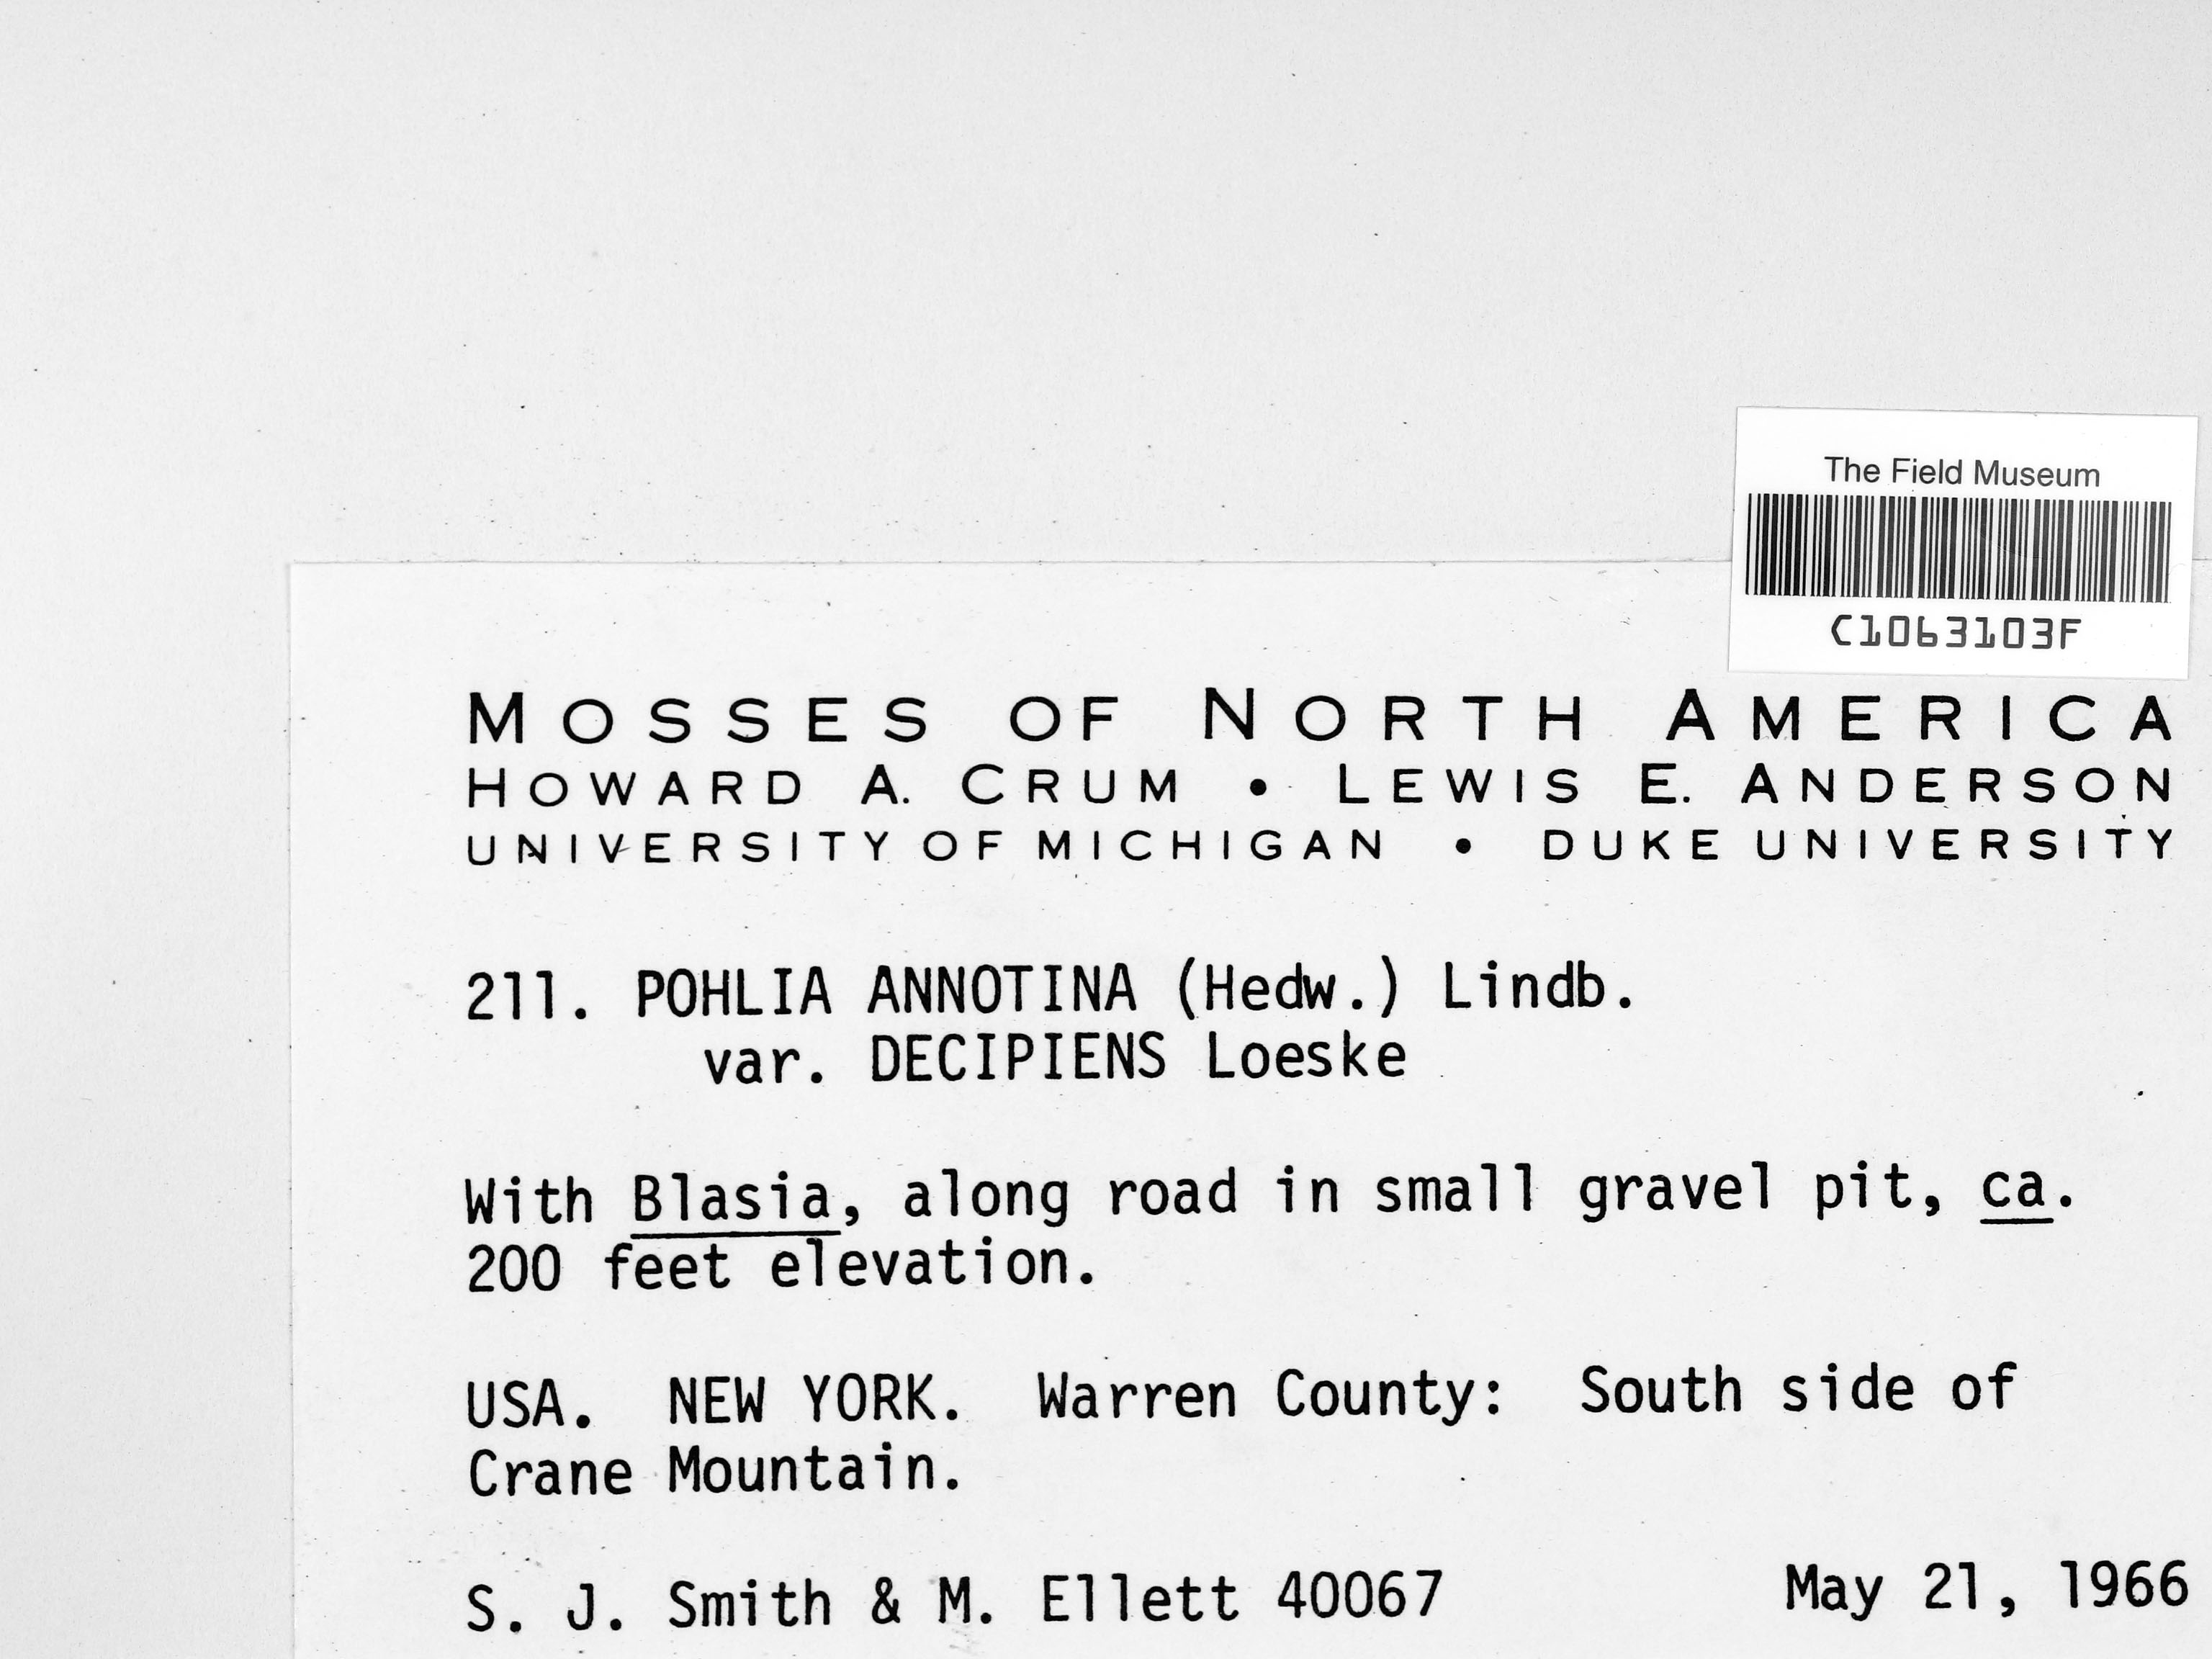 The Field Museum
C1063103F
MOSSES OF NORTH AMERICA
HOWARD A. CRUM • LEWIS E. ANDERSON
UNIVERSITY OF MICHIGAN • DUKE UNIVERSITY
211. POHLIA ANNOTINA (Hedw.) Lindb.
var. DECIPIENS Loeske
With Blasia, along road in small gravel pit, ca.
200 feet elevation.
USA. NEW YORK. Warren County: South side of
Crane Mountain.
S. J. Smith & M. Ellett 40067 May 21, 1966